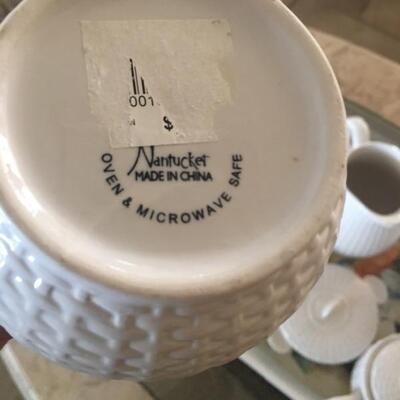 001
$
Nantucket
MADE IN CHINA
OVEN & MICROWAVE SAFE